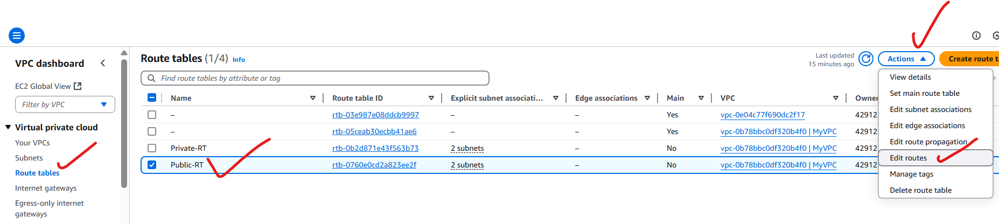 VPC dashboard
EC2 Global View
Filter by VPC
Virtual private cloud
Your VPCs
Subnets
Route tables
Internet gateways
Egress-only internet
gateways
Route tables (1/4) Info
Last updated
15 minutes ago
Actions
Create route
Find route tables by attribute or tag
Name Route table ID Explicit subnet associati... Edge associations Main VPC Owner
– rtb-03e987e08ddcb9997 – – Yes vpc-0e04c77f690dc2f17 42912
– rtb-05ceab30ecbb41ae6 – – Yes vpc-0b78bbc0df320b4f0 | MyVPC 42912
Private-RT rtb-0b2d871e43f563b73 2 subnets – No vpc-0b78bbc0df320b4f0 | MyVPC 42912
Public-RT rtb-0760e0cd2a823ee2f 2 subnets – No vpc-0b78bbc0df320b4f0 | MyVPC 42912
View details
Set main route table
Edit subnet associations
Edit edge associations
Edit route propagation
Edit routes
Manage tags
Delete route table